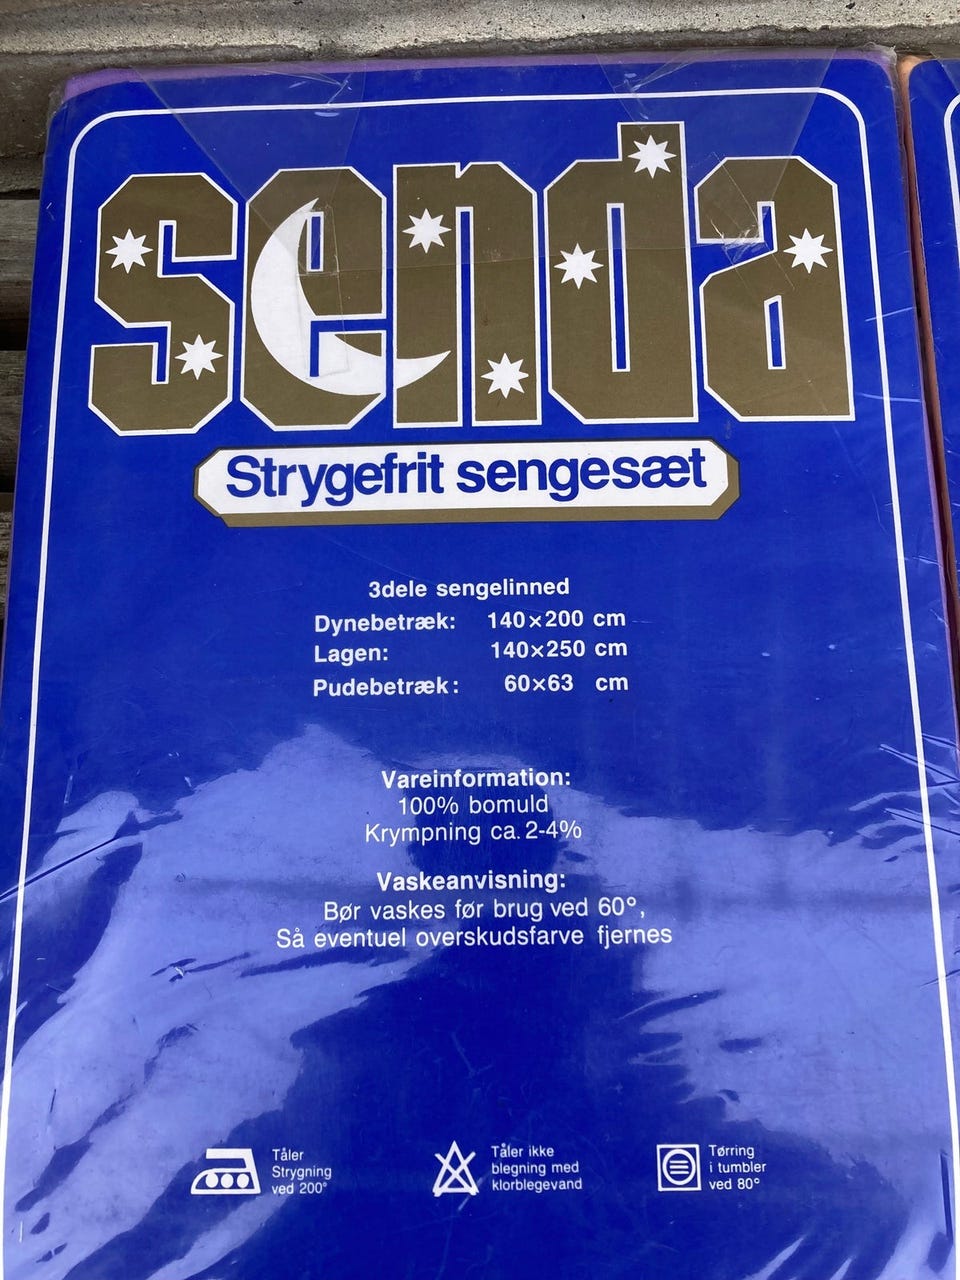 senda
Strygefrit sengesæt
3dele sengelinned
Dynebetræk: 140×200 cm
Lagen: 140×250 cm
Pudebetræk: 60×63 cm
Vareinformation:
100% bomuld
Krympning ca. 2-4%
Vaskeanvisning:
Bør vaskes før brug ved 60°,
Så eventuel overskudsfarve fjernes
Tåler
Strygning
ved 200°
Tåler ikke
blegning med
klorblegevand
Tørring
i tumbler
ved 80°